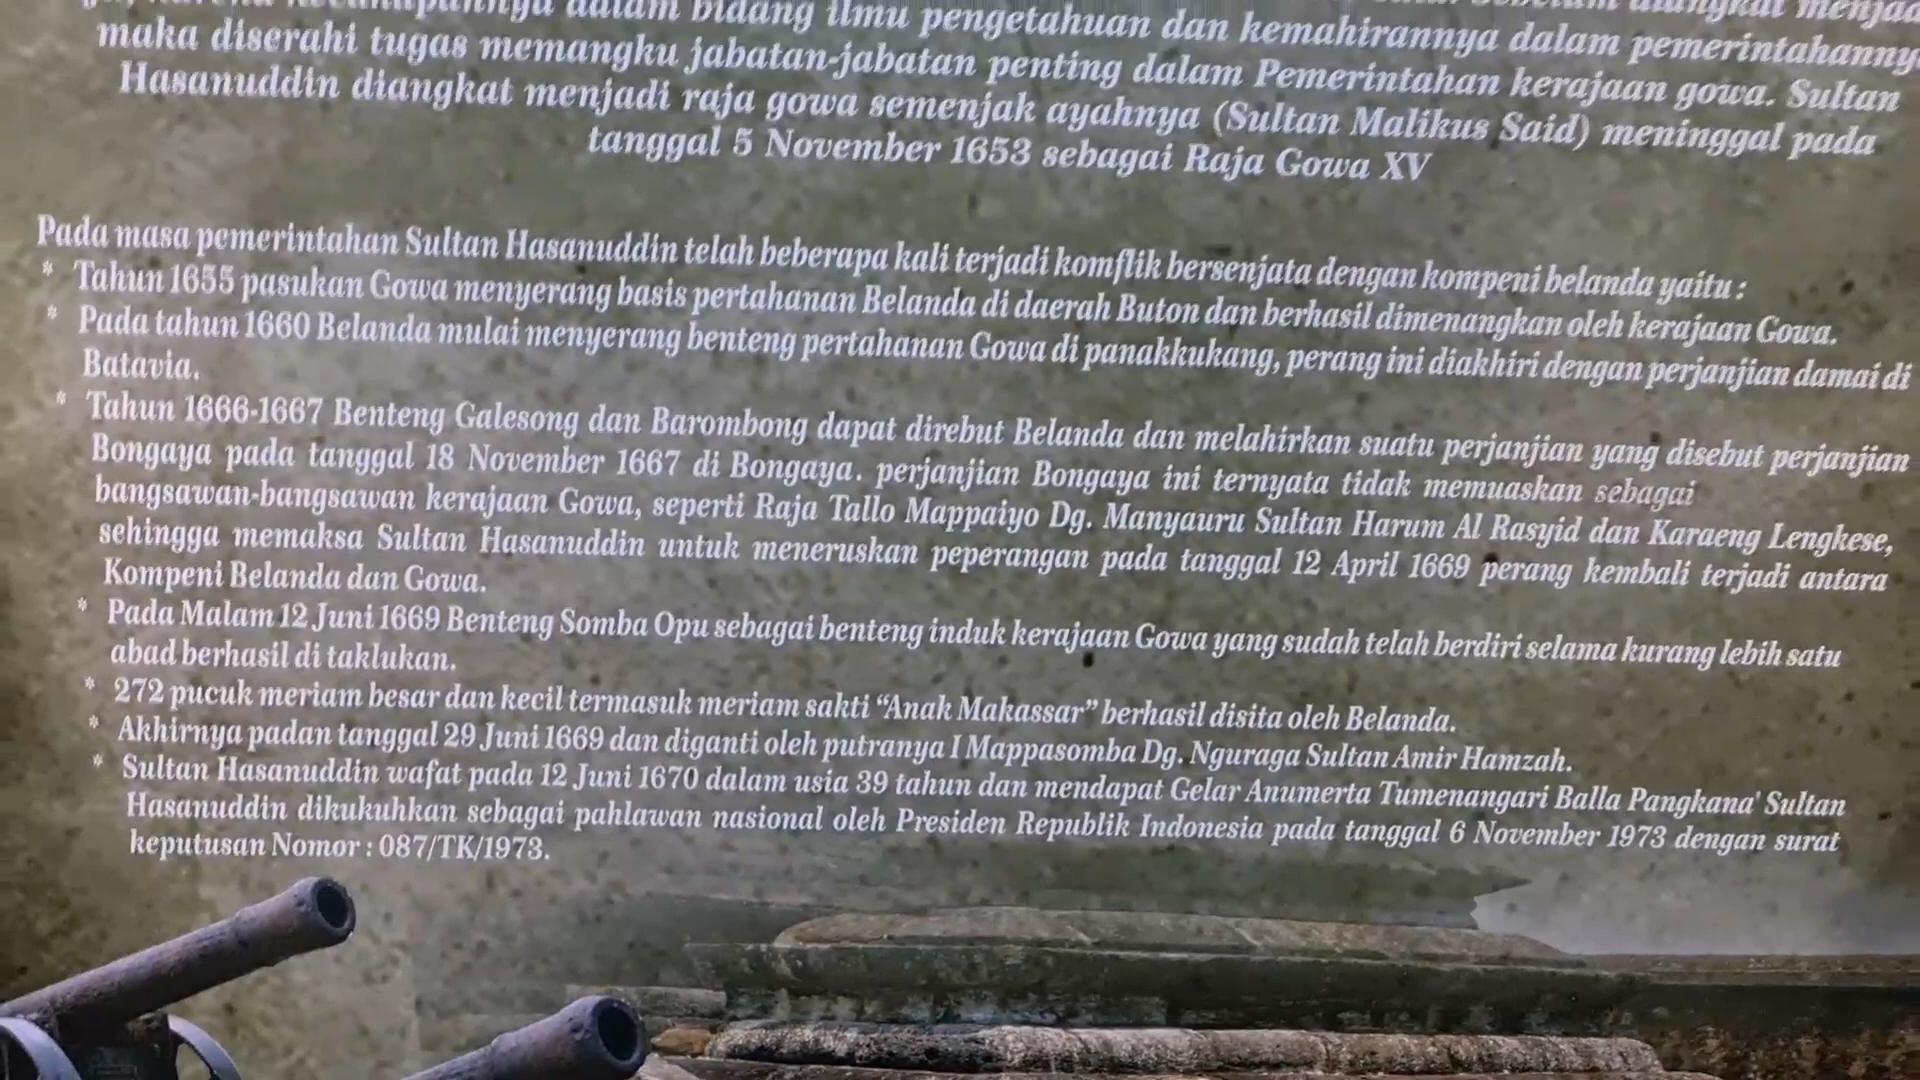 dalam bidang ilmu pengetahuan dan kemahirannya dalam pemerintahannya
maka diserahi tugas memangku jabatan-jabatan penting dalam Pemerintahan kerajaan gowa. Sultan
Hasanuddin diangkat menjadi raja gowa semenjak ayahnya (Sultan Malikus Said) meninggal pada
tanggal 5 November 1653 sebagai Raja Gowa XV
Pada masa pemerintahan Sultan Hasanuddin telah beberapa kali terjadi komflik bersenjata dengan kompeni belanda yaitu :
* Tahun 1655 pasukan Gowa menyerang basis pertahanan Belanda di daerah Buton dan berhasil dimenangkan oleh kerajaan Gowa.
* Pada tahun 1660 Belanda mulai menyerang benteng pertahanan Gowa di panakkukang, perang ini diakhiri dengan perjanjian damai di
Batavia.
* Tahun 1666-1667 Benteng Galesong dan Barombong dapat direbut Belanda dan melahirkan suatu perjanjian yang disebut perjanjian
Bongaya pada tanggal 18 November 1667 di Bongaya. perjanjian Bongaya ini ternyata tidak memuaskan sebagai
bangsawan-bangsawan kerajaan Gowa, seperti Raja Tallo Mappaiyo Dg. Manyauru Sultan Harum Al Rasyid dan Karaeng Lengkese,
sehingga memaksa Sultan Hasanuddin untuk meneruskan peperangan pada tanggal 12 April 1669 perang kembali terjadi antara
Kompeni Belanda dan Gowa.
* Pada Malam 12 Juni 1669 Benteng Somba Opu sebagai benteng induk kerajaan Gowa yang sudah telah berdiri selama kurang lebih satu
abad berhasil di taklukan.
* 272 pucuk meriam besar dan kecil termasuk meriam sakti “Anak Makassar” berhasil disita oleh Belanda.
* Akhirnya padan tanggal 29 Juni 1669 dan diganti oleh putranya I Mappasomba Dg. Nguraga Sultan Amir Hamzah.
* Sultan Hasanuddin wafat pada 12 Juni 1670 dalam usia 39 tahun dan mendapat Gelar Anumerta Tumenangari Balla Pangkana' Sultan
Hasanuddin dikukuhkan sebagai pahlawan nasional oleh Presiden Republik Indonesia pada tanggal 6 November 1973 dengan surat
keputusan Nomor : 087/TK/1973.